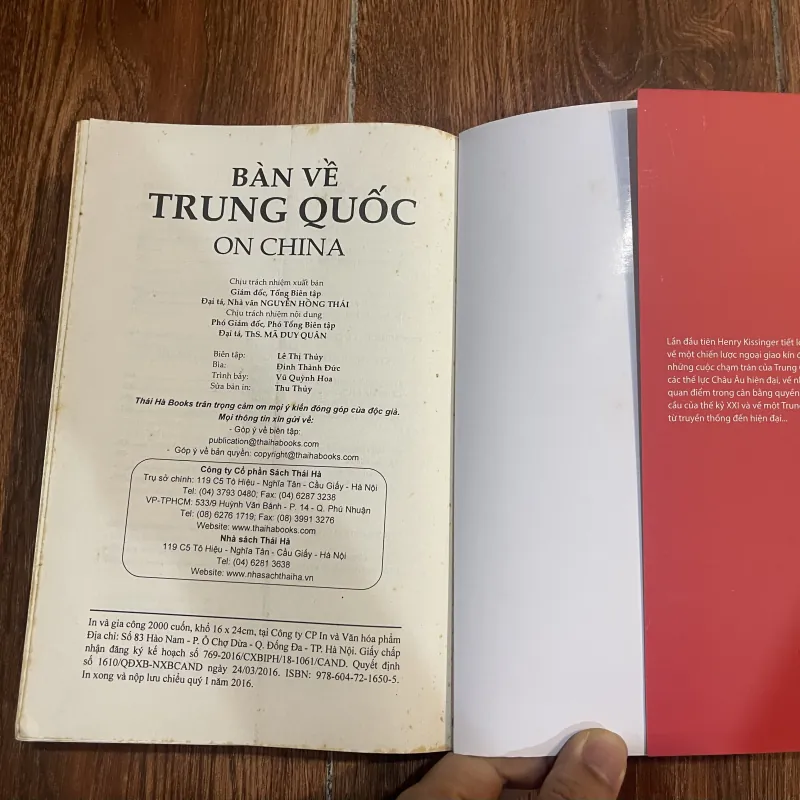 BÀN VỀ
TRUNG QUỐC
ON CHINA
Chịu trách nhiệm xuất bản
Giám đốc, Tổng Biên tập
Đại tá, Nhà văn NGUYỄN HỒNG THÁI
Chịu trách nhiệm nội dung
Phó Giám đốc, Phó Tổng Biên tập
Đại tá, ThS. MÃ DUY QUÂN
Biên tập: Lê Thị Thủy
Bìa: Đinh Thành Đức
Trình bày: Vũ Quỳnh Hoa
Sửa bản in: Thu Thủy
Thái Hà Books trân trọng cảm ơn mọi ý kiến đóng góp của độc giả.
Mọi thông tin xin gửi về:
- Góp ý về biên tập:
publication@thaihabooks.com
- Góp ý về bản quyền: copyright@thaihabooks.com
Công ty Cổ phần Sách Thái Hà
Trụ sở chính: 119 C5 Tô Hiệu - Nghĩa Tân - Cầu Giấy - Hà Nội
Tel: (04) 3793 0480; Fax: (04) 6287 3238
VP-TPHCM: 533/9 Huỳnh Văn Bánh - P. 14 - Q. Phú Nhuận
Tel: (08) 6276 1719; Fax: (08) 3991 3276
Website: www.thaihabooks.com
Nhà sách Thái Hà
119 C5 Tô Hiệu - Nghĩa Tân - Cầu Giấy - Hà Nội
Tel: (04) 6281 3638
Website: www.nhasachthaiha.vn
In và gia công 2000 cuốn, khổ 16 x 24cm, tại Công ty CP In và Văn hóa phẩm
Địa chỉ: Số 83 Hào Nam - P. Ô Chợ Dừa - Q. Đống Đa - TP. Hà Nội. Giấy chấp
nhận đăng ký kế hoạch số 769-2016/CXBIPH/18-1061/CAND. Quyết định
số 1610/QĐXB-NXBCAND ngày 24/03/2016. ISBN: 978-604-72-1650-5.
In xong và nộp lưu chiểu quý I năm 2016.
Lần đầu tiên Henry Kissinger tiết
về một chiến lược ngoại giao kín
những cuộc chạm trán của Trung
các thế lực Châu Âu hiện đại, về
quan điểm trong cân bằng quyền
cầu của thế kỷ XXI và về một
từ truyền thống đến hiện đại...